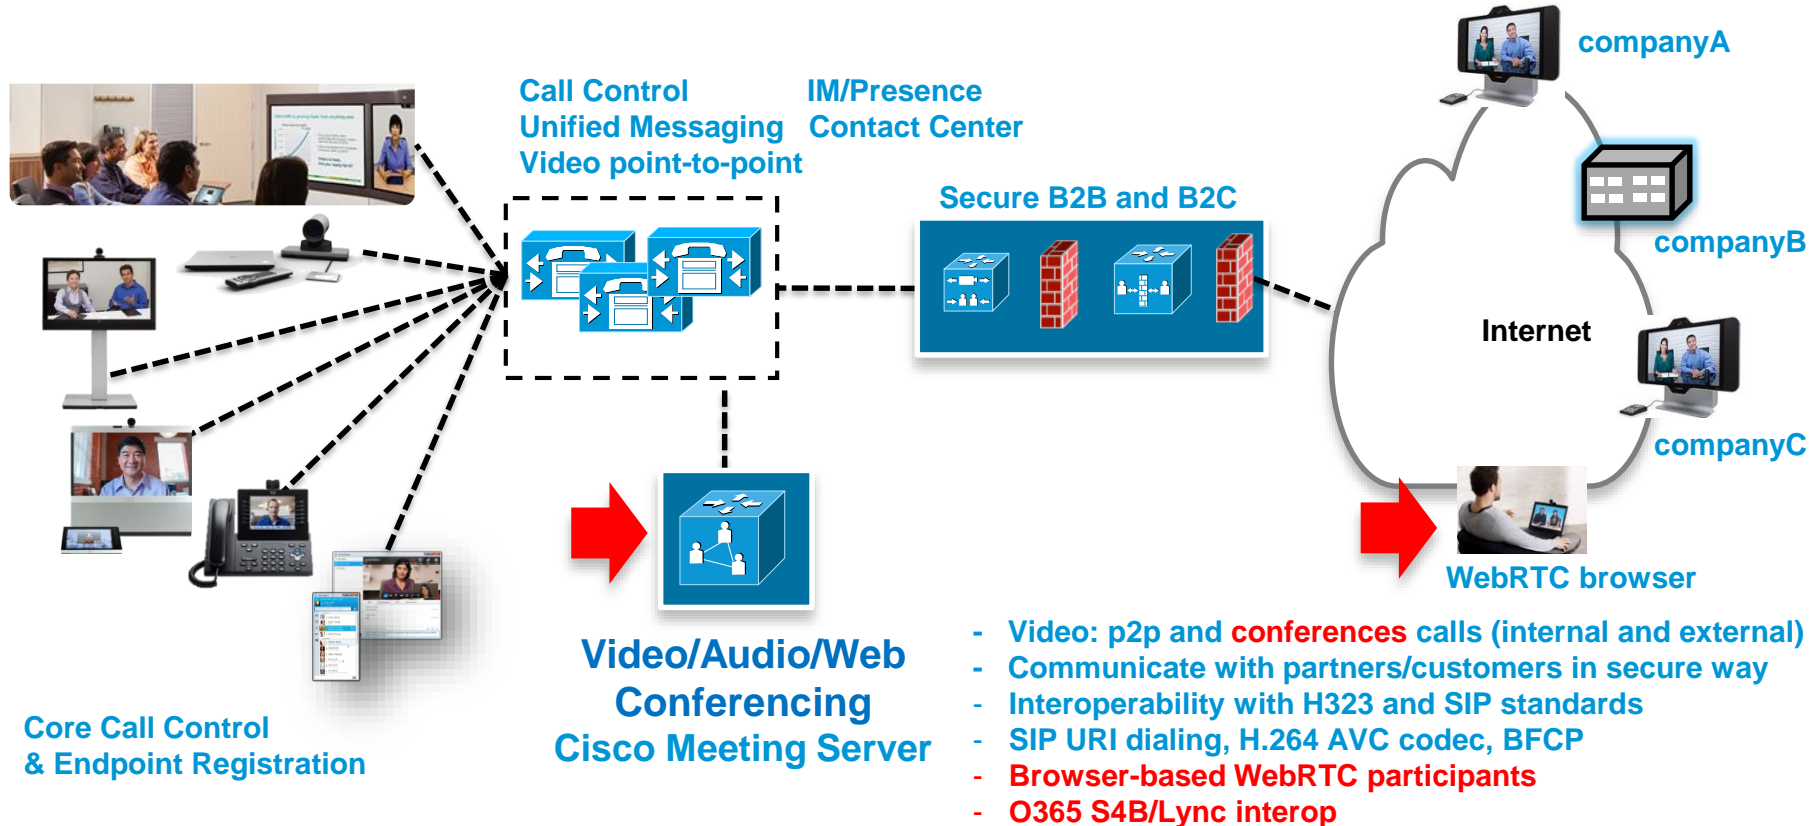 companyA
Call Control
Unified Messaging
Video point-to-point
IM/Presence
Contact Center
Secure B2B and B2C
companyB
Internet
companyC
WebRTC browser
Video/Audio/Web
Conferencing
Cisco Meeting Server
Core Call Control
& Endpoint Registration
- Video: p2p and conferences calls (internal and external)
- Communicate with partners/customers in secure way
- Interoperability with H323 and SIP standards
- SIP URI dialing, H.264 AVC codec, BFCP
- Browser-based WebRTC participants
- O365 S4B/Lync interop